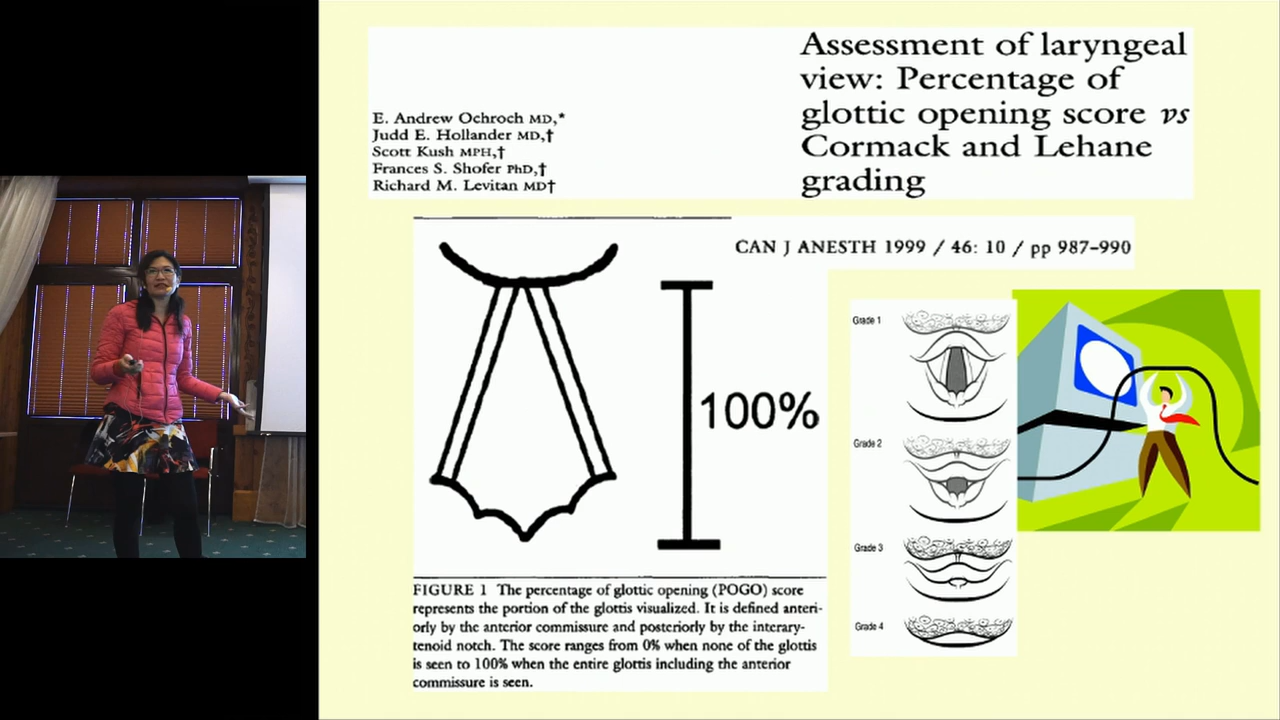 Assessment of laryngeal
view: Percentage of
glottic opening score vs
Cormack and Lehane
grading
E. Andrew Ochroch MD,*
Judd E. Hollander MD,†
Scott Kush MPH,†
Frances S. Shofer PhD,†
Richard M. Levitan MD†
CAN J ANESTH 1999 / 46: 10 / pp 987–990
100%
FIGURE 1 The percentage of glottic opening (POGO) score
represents the portion of the glottis visualized. It is defined anteri-
orly by the anterior commissure and posteriorly by the interary-
tenoid notch. The score ranges from 0% when none of the glottis
is seen to 100% when the entire glottis including the anterior
commissure is seen.
Grade 1
Grade 2
Grade 3
Grade 4